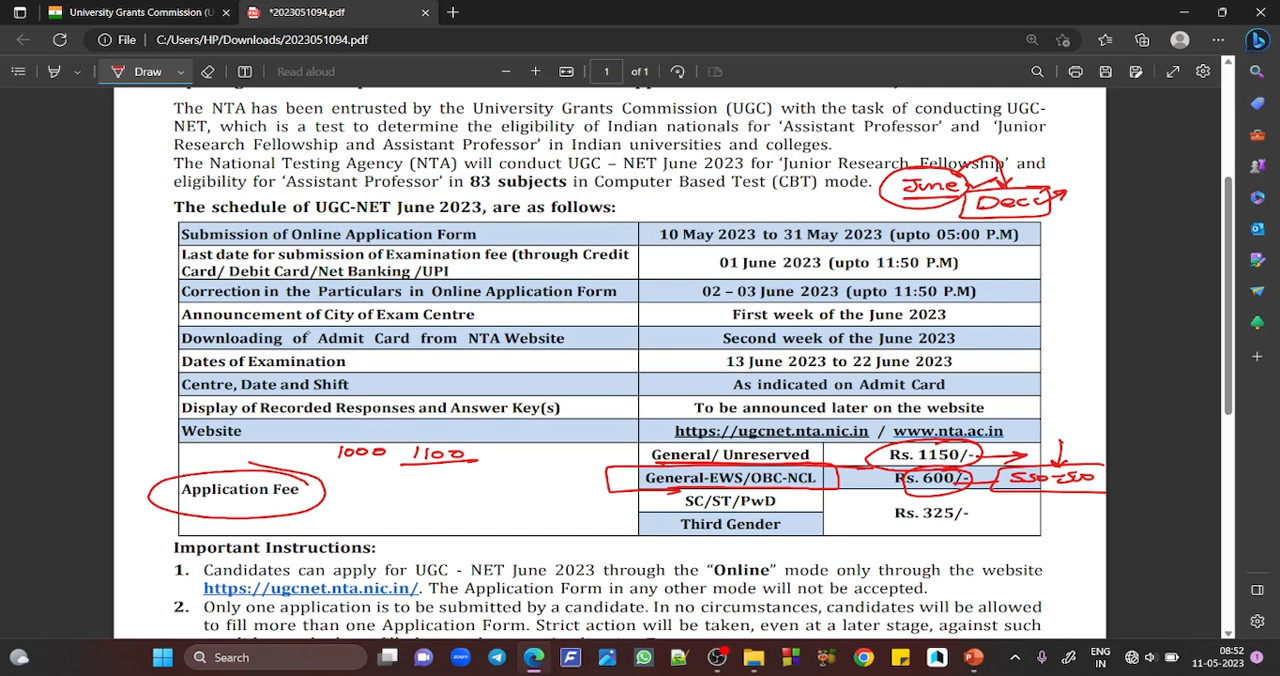 University Grants Commission (U
*2023051094.pdf
File
C:/Users/HP/Downloads/2023051094.pdf
Draw
Read aloud
1
of 1
The NTA has been entrusted by the University Grants Commission (UGC) with the task of conducting UGC-
NET, which is a test to determine the eligibility of Indian nationals for 'Assistant Professor' and 'Junior
Research Fellowship and Assistant Professor' in Indian universities and colleges.
The National Testing Agency (NTA) will conduct UGC – NET June 2023 for 'Junior Research Fellowship' and
eligibility for 'Assistant Professor' in 83 subjects in Computer Based Test (CBT) mode.
June
Dec
The schedule of UGC-NET June 2023, are as follows:
Submission of Online Application Form
10 May 2023 to 31 May 2023 (upto 05:00 P.M)
Last date for submission of Examination fee (through Credit
Card/ Debit Card/Net Banking /UPI
01 June 2023 (upto 11:50 P.M)
Correction in the Particulars in Online Application Form
02 – 03 June 2023 (upto 11:50 P.M)
Announcement of City of Exam Centre
First week of the June 2023
Downloading of Admit Card from NTA Website
Second week of the June 2023
Dates of Examination
13 June 2023 to 22 June 2023
Centre, Date and Shift
As indicated on Admit Card
Display of Recorded Responses and Answer Key(s)
To be announced later on the website
Website
https://ugcnet.nta.nic.in / www.nta.ac.in
1000 1100
Application Fee
General/ Unreserved
Rs. 1150/-
General-EWS/OBC-NCL
Rs. 600/-
SC/ST/PwD
Third Gender
Rs. 325/-
Important Instructions:
1. Candidates can apply for UGC - NET June 2023 through the "Online" mode only through the website
https://ugcnet.nta.nic.in/. The Application Form in any other mode will not be accepted.
2. Only one application is to be submitted by a candidate. In no circumstances, candidates will be allowed
to fill more than one Application Form. Strict action will be taken, even at a later stage, against such
Search
ENG
IN
08:52
11-05-2023